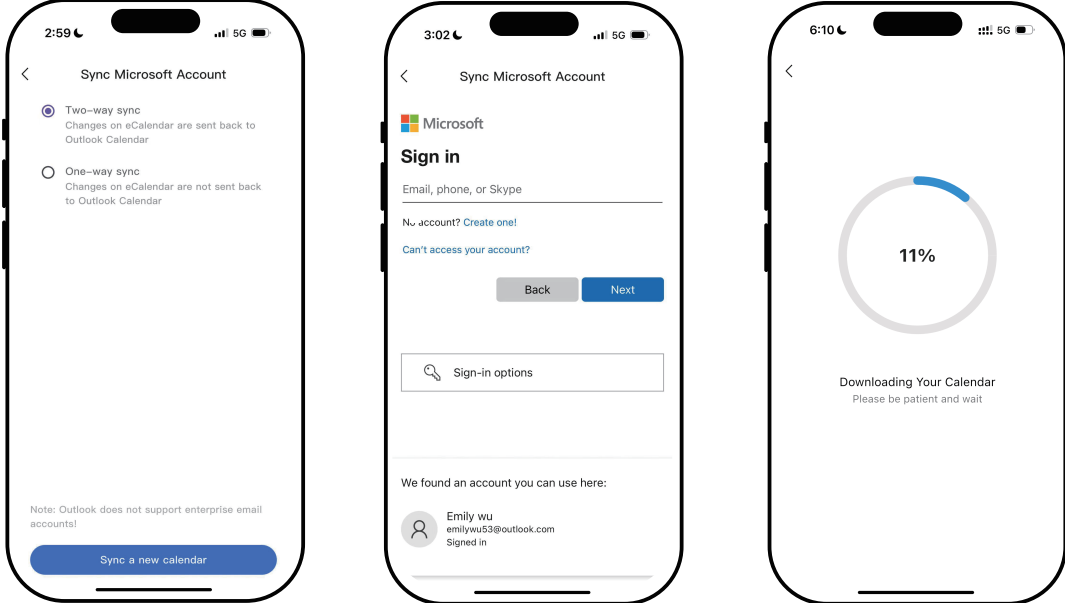 2:59
5G
Sync Microsoft Account
Two-way sync
Changes on eCalendar are sent back to
Outlook Calendar
One-way sync
Changes on eCalendar are not sent back
to Outlook Calendar
Note: Outlook does not support enterprise email
accounts!
Sync a new calendar
3:02
5G
Sync Microsoft Account
Microsoft
Sign in
Email, phone, or Skype
No account? Create one!
Can't access your account?
Back
Next
Sign-in options
We found an account you can use here:
Emily wu
emilywu53@outlook.com
Signed in
6:10
5G
11%
Downloading Your Calendar
Please be patient and wait